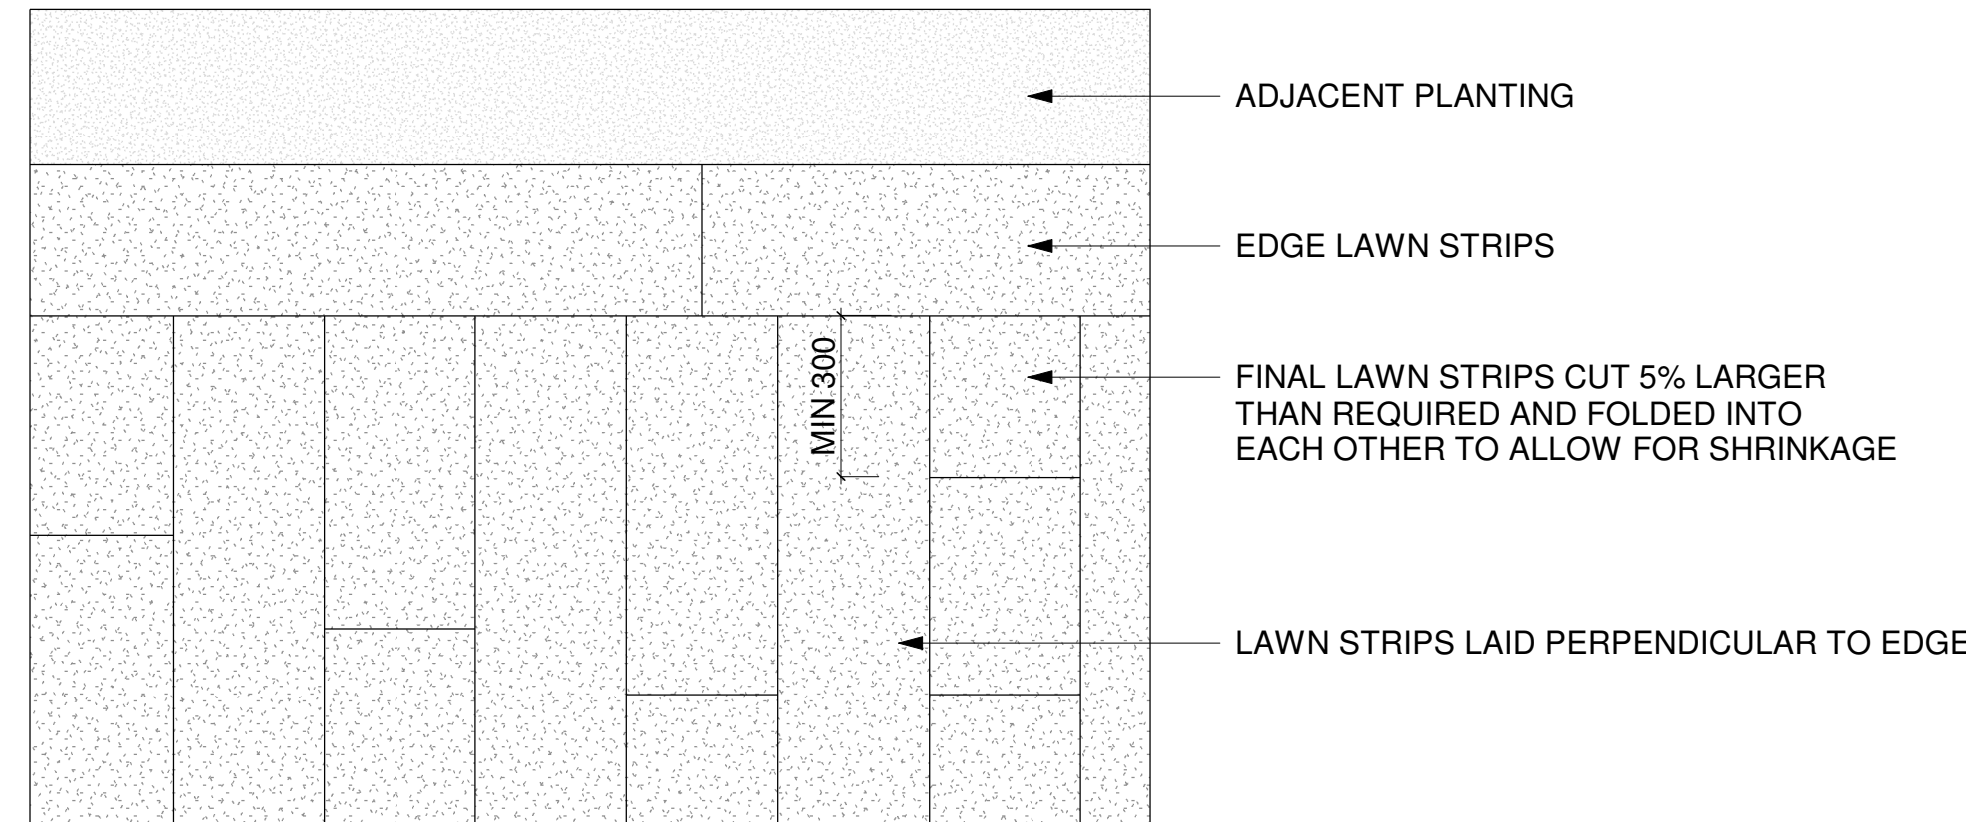 ADJACENT PLANTING
EDGE LAWN STRIPS
MIN 300
FINAL LAWN STRIPS CUT 5% LARGER
THAN REQUIRED AND FOLDED INTO
EACH OTHER TO ALLOW FOR SHRINKAGE
LAWN STRIPS LAID PERPENDICULAR TO EDGE